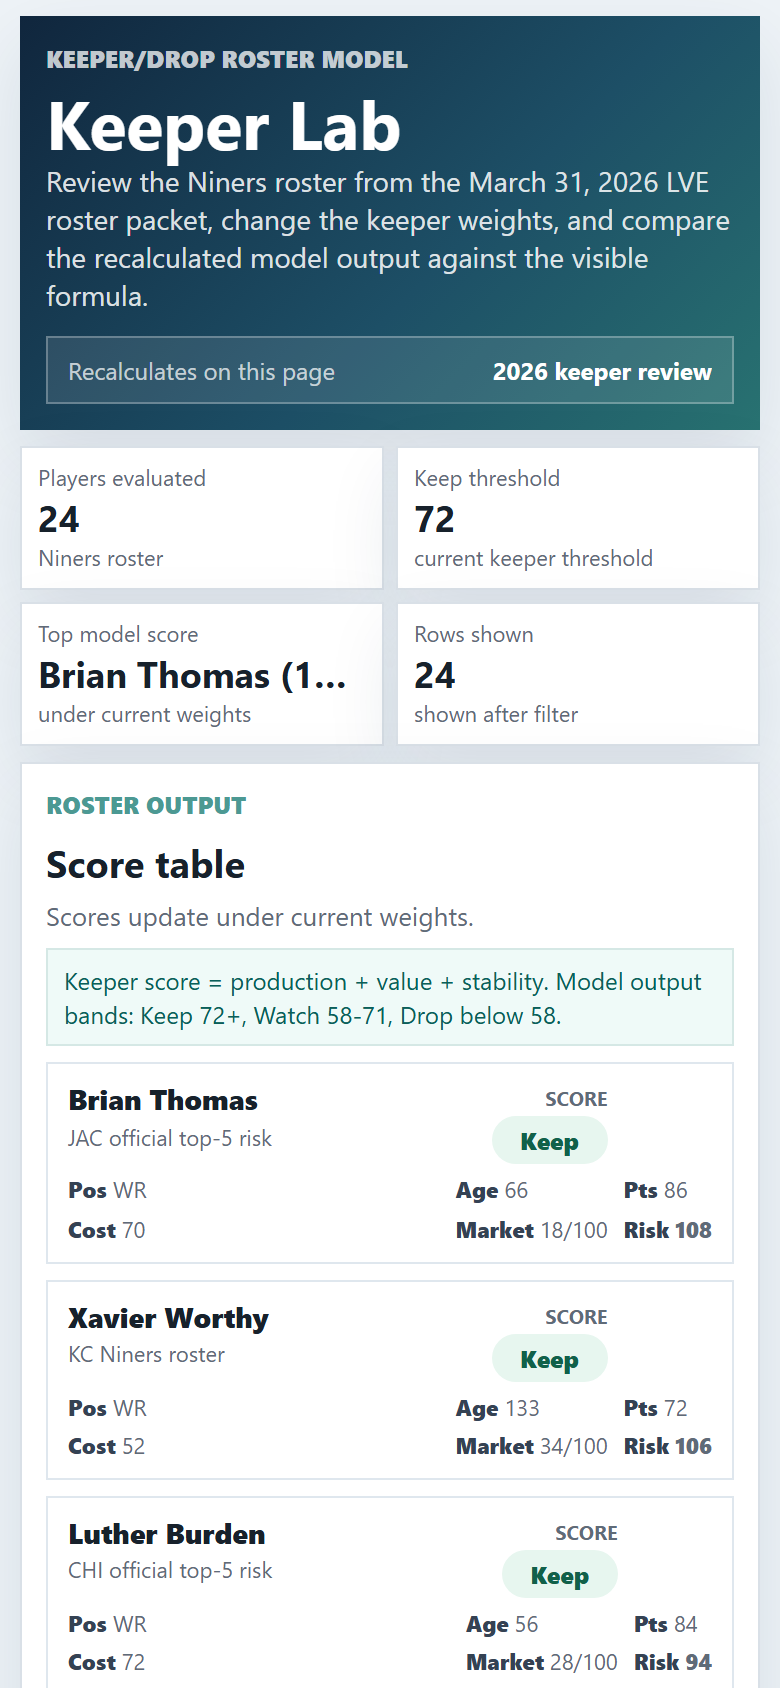 KEEPER/DROP ROSTER MODEL
Keeper Lab
Review the Niners roster from the March 31, 2026 LVE
roster packet, change the keeper weights, and compare
the recalculated model output against the visible
formula.
Recalculates on this page 2026 keeper review
Players evaluated
24
Niners roster
Keep threshold
72
current keeper threshold
Top model score
Brian Thomas (1...
under current weights
Rows shown
24
shown after filter
ROSTER OUTPUT
Score table
Scores update under current weights.
Keeper score = production + value + stability. Model output
bands: Keep 72+, Watch 58-71, Drop below 58.
Brian Thomas SCORE
JAC official top-5 risk Keep
Pos WR Age 66 Pts 86
Cost 70 Market 18/100 Risk 108
Xavier Worthy SCORE
KC Niners roster Keep
Pos WR Age 133 Pts 72
Cost 52 Market 34/100 Risk 106
Luther Burden SCORE
CHI official top-5 risk Keep
Pos WR Age 56 Pts 84
Cost 72 Market 28/100 Risk 94